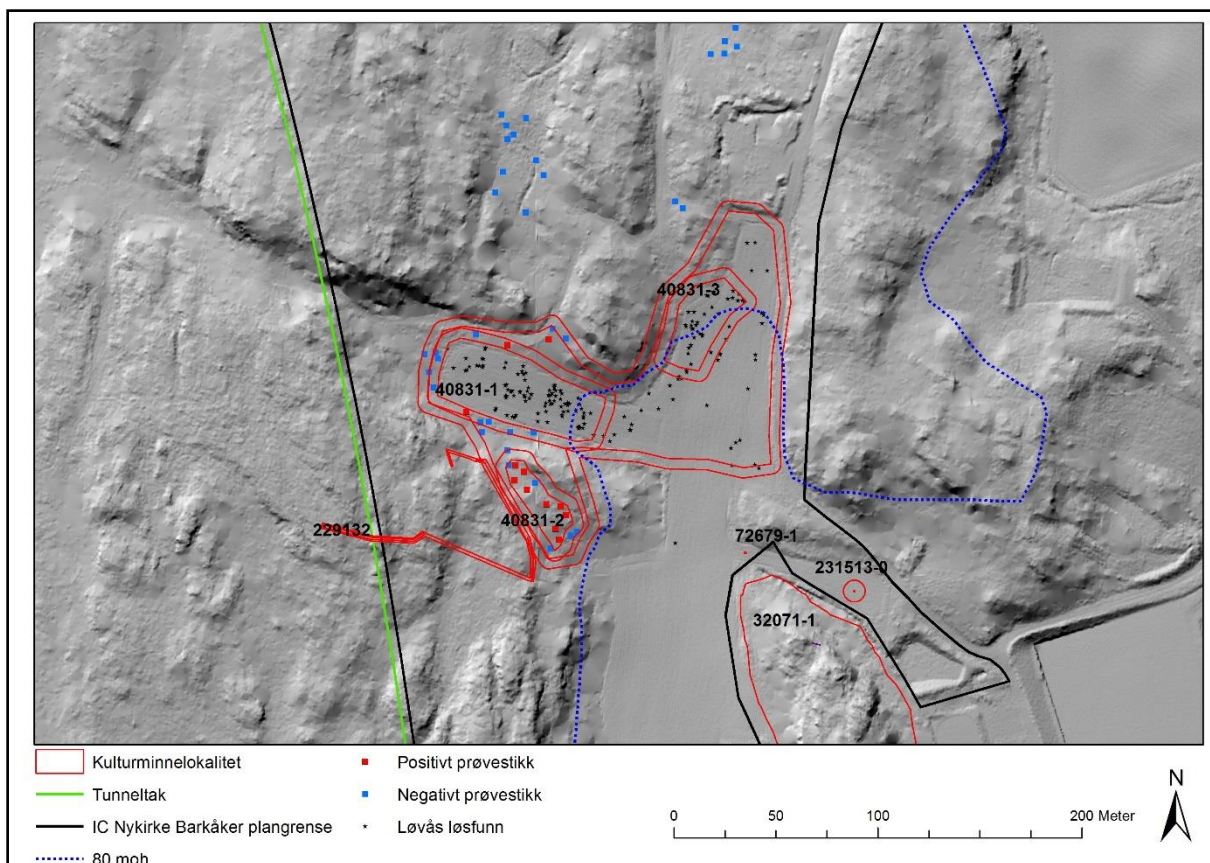 40831-3
40831-1
40831-2
229132
72679-1
231513-0
32071-1
Kulturminnelokalitet
Tunneltak
IC Nykirke Barkåker plangrense
80 moh
Positivt prøvestikk
Negativt prøvestikk
Løvås løsfunn
0 50 100 200 Meter
N